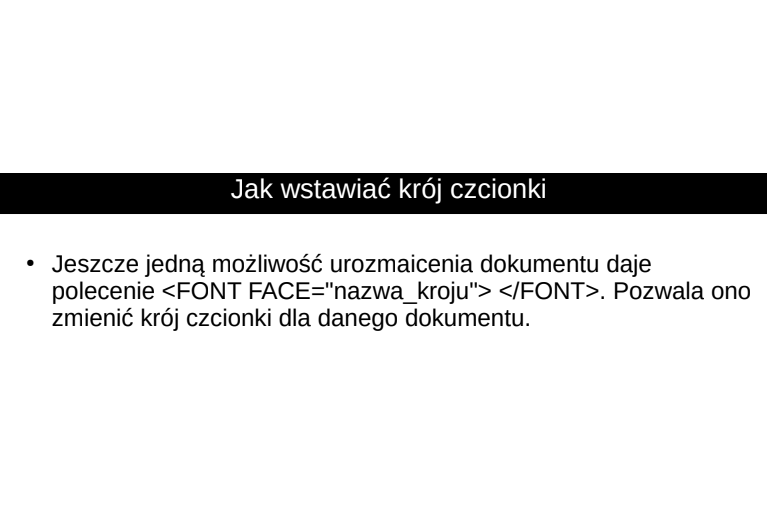 Jak wstawiać krój czcionki
• Jeszcze jedną możliwość urozmaicenia dokumentu daje
polecenie <FONT FACE="nazwa_kroju"> </FONT>. Pozwala ono
zmienić krój czcionki dla danego dokumentu.